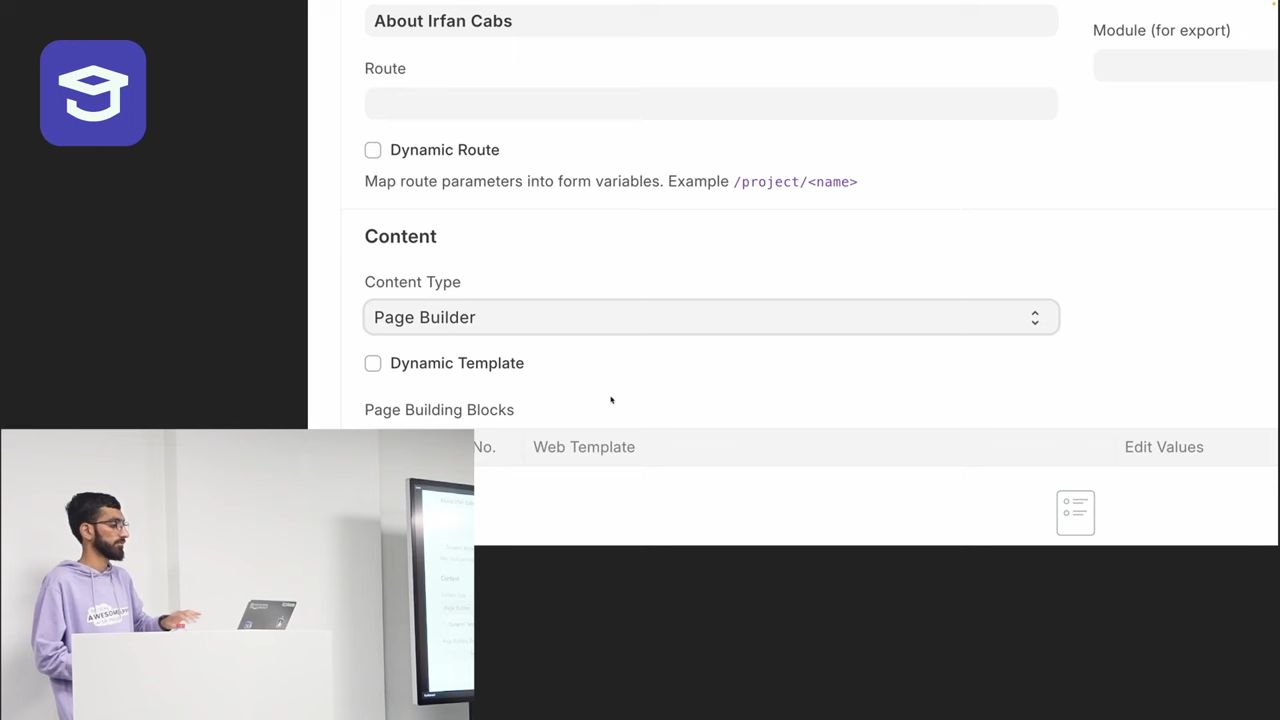 About Irfan Cabs
Module (for export)
Route
Dynamic Route
Map route parameters into form variables. Example /project/<name>
Content
Content Type
Page Builder
Dynamic Template
Page Building Blocks
No. Web Template Edit Values
AWESOME
Content